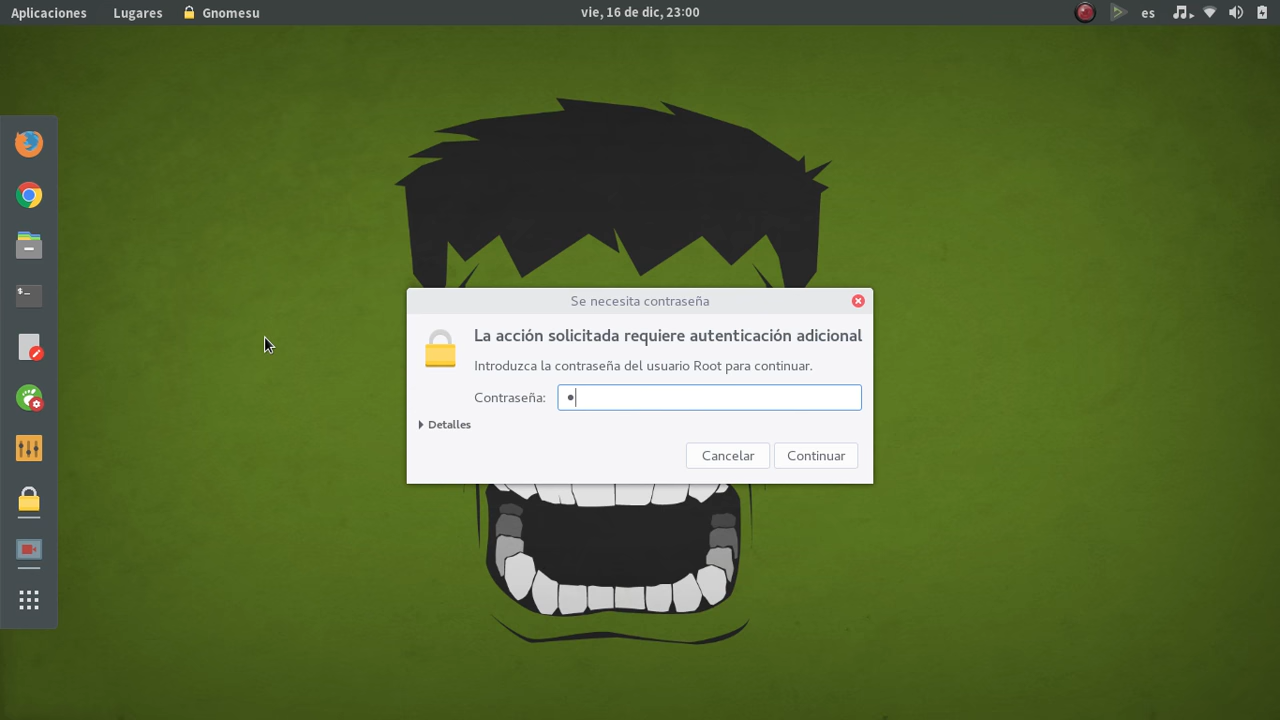 Aplicaciones Lugares Gnomesu vie, 16 de dic, 23:00 es
Se necesita contraseña
La acción solicitada requiere autenticación adicional
Introduzca la contraseña del usuario Root para continuar.
Contraseña: •
Detalles
Cancelar Continuar
$_